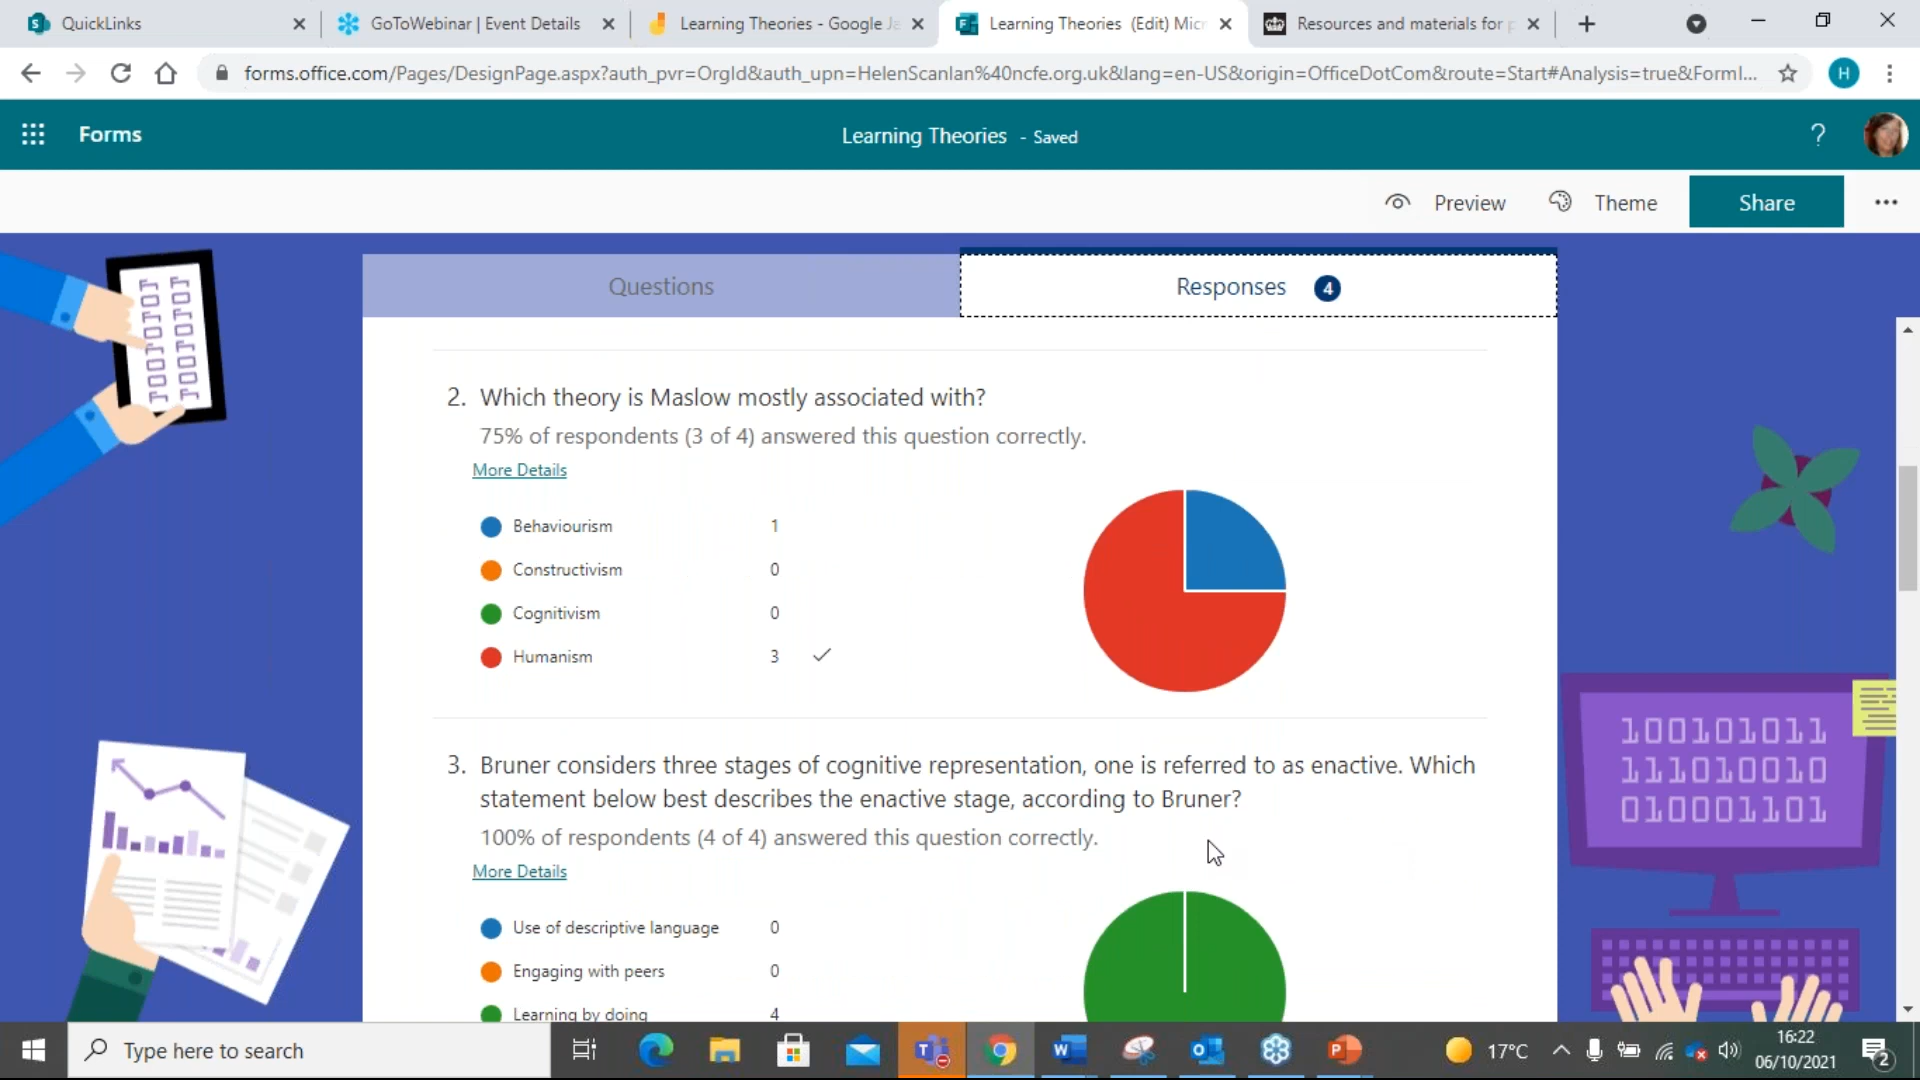 QuickLinks
GoToWebinar | Event Details
Learning Theories - Google Ja
Learning Theories (Edit) Micr
Resources and materials for p
forms.office.com/Pages/DesignPage.aspx?auth_pvr=OrgId&auth_upn=HelenScanlan%40ncfe.org.uk&lang=en-US&origin=OfficeDotCom&route=Start#Analysis=true&FormI...
H
Forms
Learning Theories - Saved
?
Preview
Theme
Share
Questions
Responses 4
2. Which theory is Maslow mostly associated with?
75% of respondents (3 of 4) answered this question correctly.
More Details
Behaviourism 1
Constructivism 0
Cognitivism 0
Humanism 3
3. Bruner considers three stages of cognitive representation, one is referred to as enactive. Which
statement below best describes the enactive stage, according to Bruner?
100% of respondents (4 of 4) answered this question correctly.
More Details
Use of descriptive language 0
Engaging with peers 0
Learning by doing 4
100101011
111010010
010001101
Type here to search
17°C
16:22
06/10/2021
2